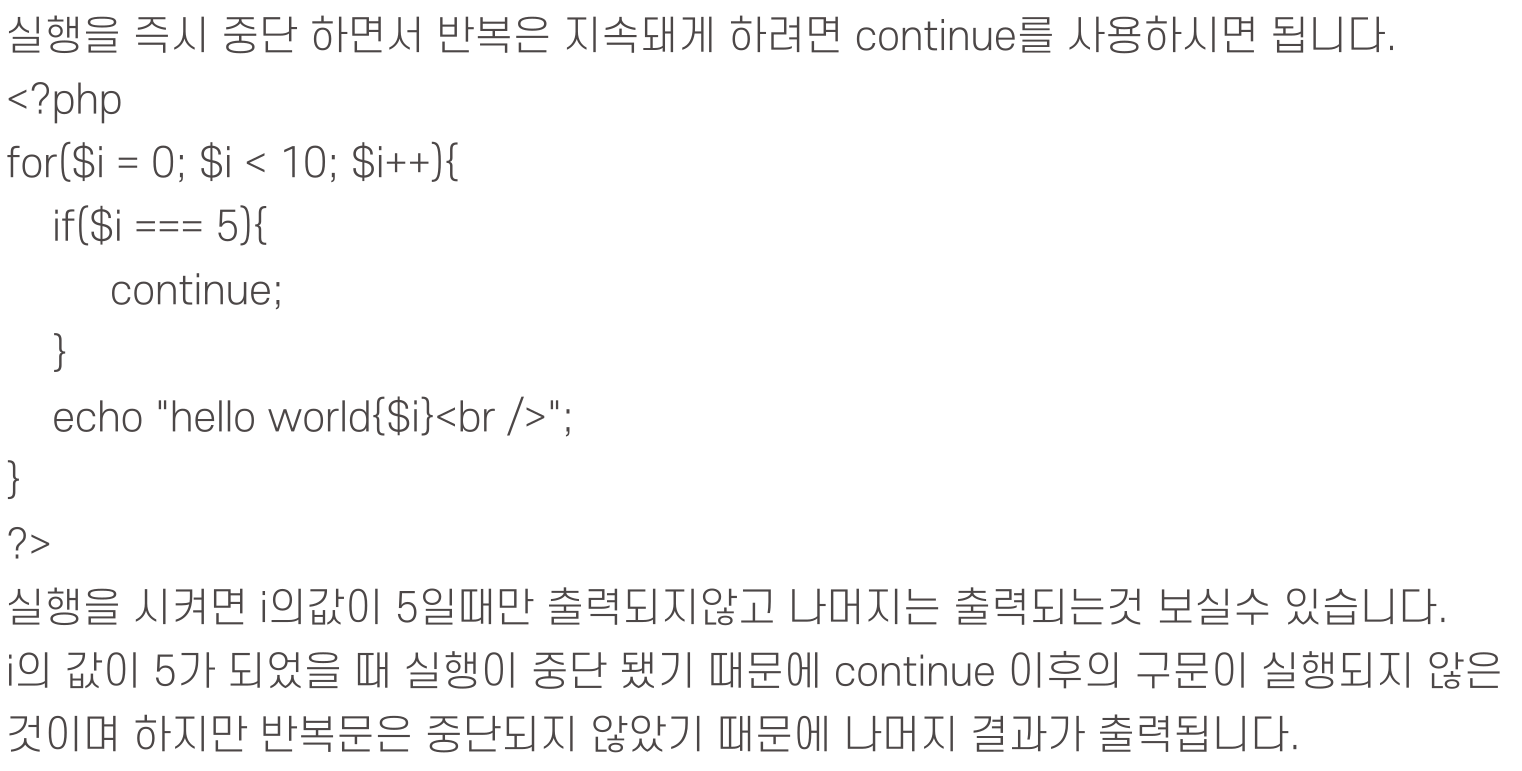 실행을 즉시 중단 하면서 반복은 지속돼게 하려면 continue를 사용하시면 됩니다.
<?php
for($i = 0; $i < 10; $i++){
    if($i === 5){
        continue;
    }
    echo "hello world{$i}<br />";
}
?>
실행을 시켜면 i의값이 5일때만 출력되지않고 나머지는 출력되는것 보실수 있습니다.
i의 값이 5가 되었을 때 실행이 중단 됐기 때문에 continue 이후의 구문이 실행되지 않은
것이며 하지만 반복문은 중단되지 않았기 때문에 나머지 결과가 출력됩니다.